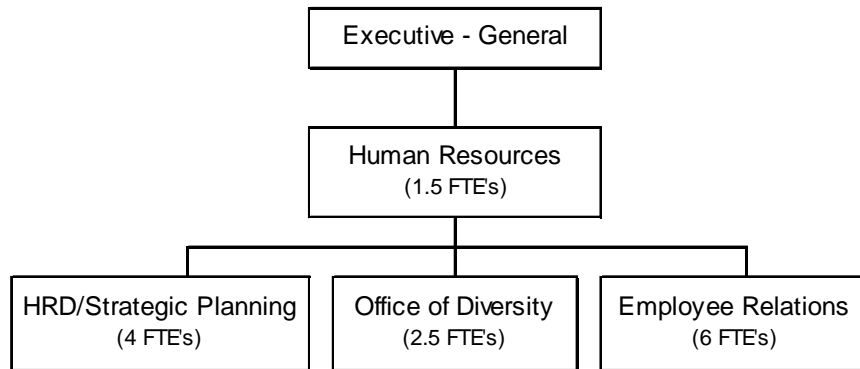 Executive - General
Human Resources
(1.5 FTE's)
HRD/Strategic Planning
(4 FTE's)
Office of Diversity
(2.5 FTE's)
Employee Relations
(6 FTE's)